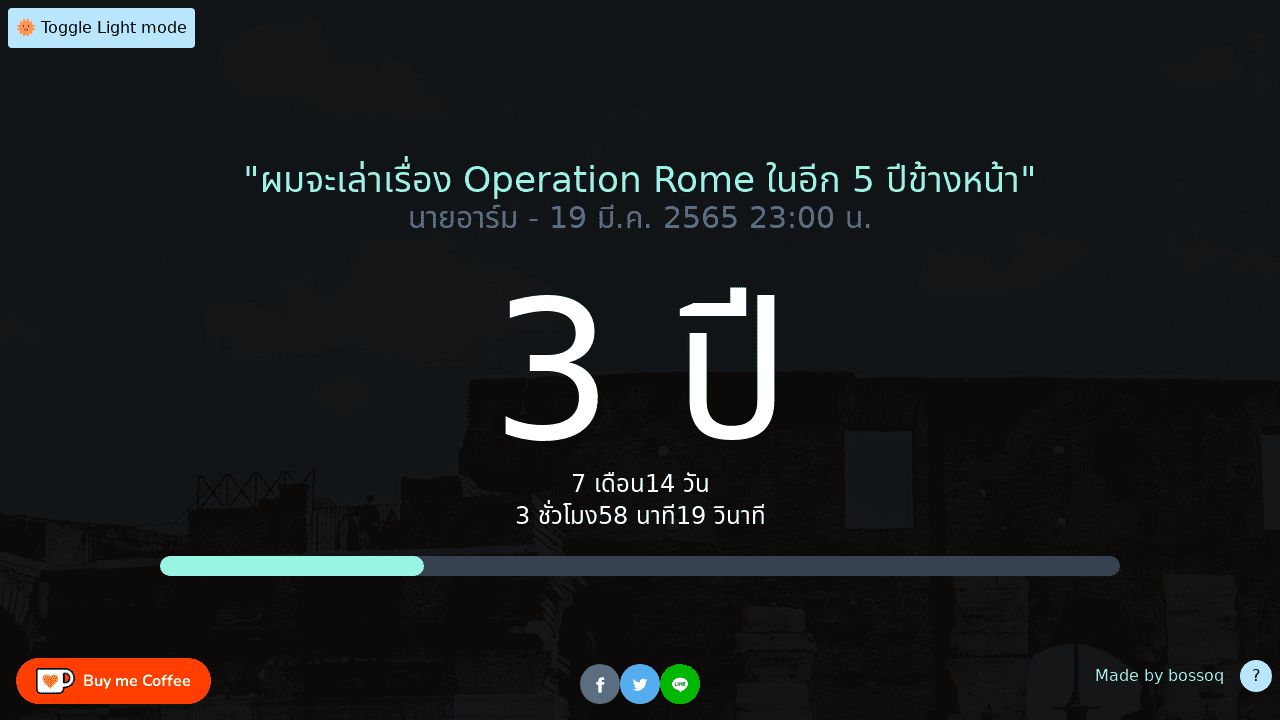 🌞 Toggle Light mode
"ผมจะเล่าเรื่อง Operation Rome ในอีก 5 ปีข้างหน้า"
นายอาร์ม - 19 มี.ค. 2565 23:00 น.
3 ปี
7 เดือน14 วัน
3 ชั่วโมง58 นาที19 วินาที
Buy me Coffee
LINE
Made by bossoq
?